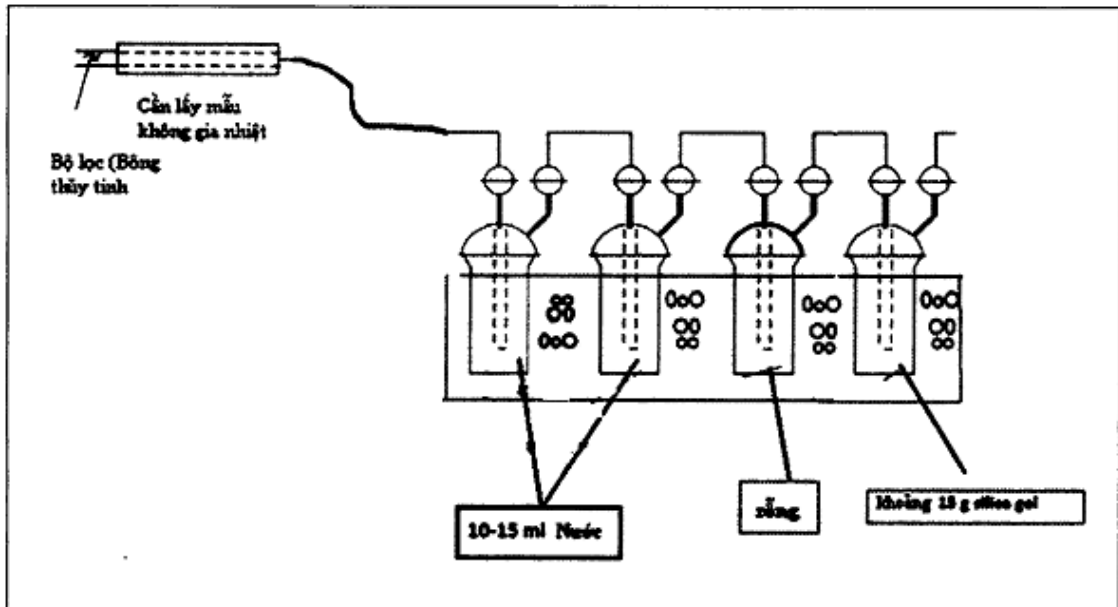 Cần lấy mẫu
không gia nhiệt
Bộ lọc (Bông
thủy tinh
10-15 ml Nước
rỗng
khoảng 15 g silica gel